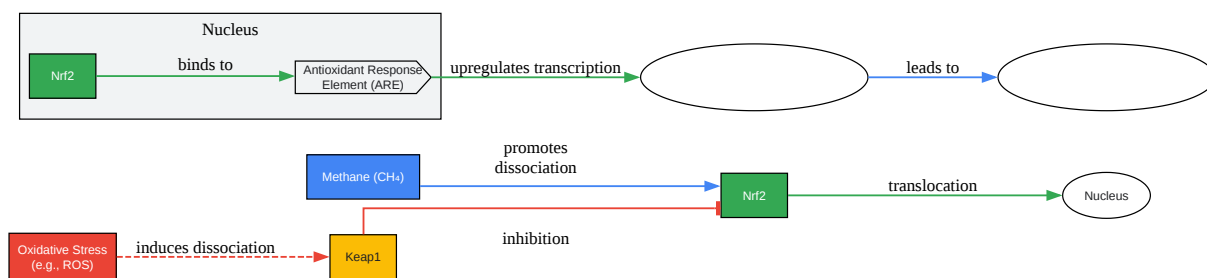 Nucleus
Nrf2
binds to
Antioxidant Response
Element (ARE)
upregulates transcription
leads to
Methane (CH₄)
promotes
dissociation
Nrf2
translocation
Nucleus
inhibition
Oxidative Stress
(e.g., ROS)
induces dissociation
Keap1